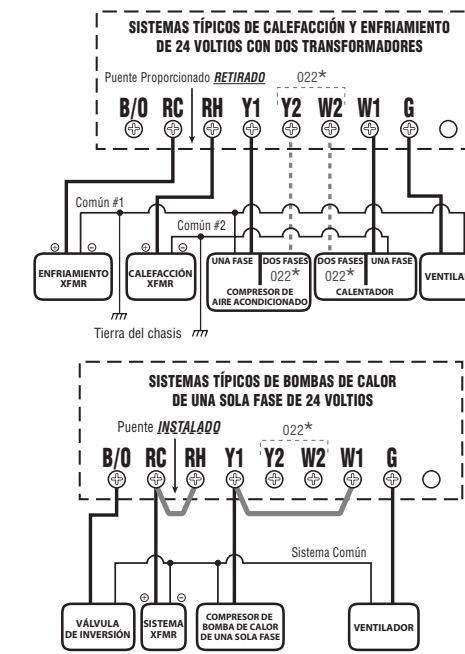 SISTEMAS TÍPICOS DE CALEFACCIÓN Y ENFRIAMIENTO
DE 24 VOLTIOS CON DOS TRANSFORMADORES
Puente Proporcionado RETIRADO 022*
B/O RC RH Y1 Y2 W2 W1 G
Común #1
Común #2
ENFRIAMIENTO
XFMR
CALEFACCIÓN
XFMR
UNA FASE DOS FASES
022*
COMPRESOR DE
AIRE ACONDICIONADO
DOS FASES UNA FASE
022*
CALENTADOR
VENTILA
Tierra del chasis
SISTEMAS TÍPICOS DE BOMBAS DE CALOR
DE UNA SOLA FASE DE 24 VOLTIOS
Puente INSTALADO 022*
B/O RC RH Y1 Y2 W2 W1 G
Sistema Común
VÁLVULA
DE INVERSIÓN
SISTEMA
XFMR
COMPRESOR DE
BOMBA DE CALOR
DE UNA SOLA FASE
VENTILADOR